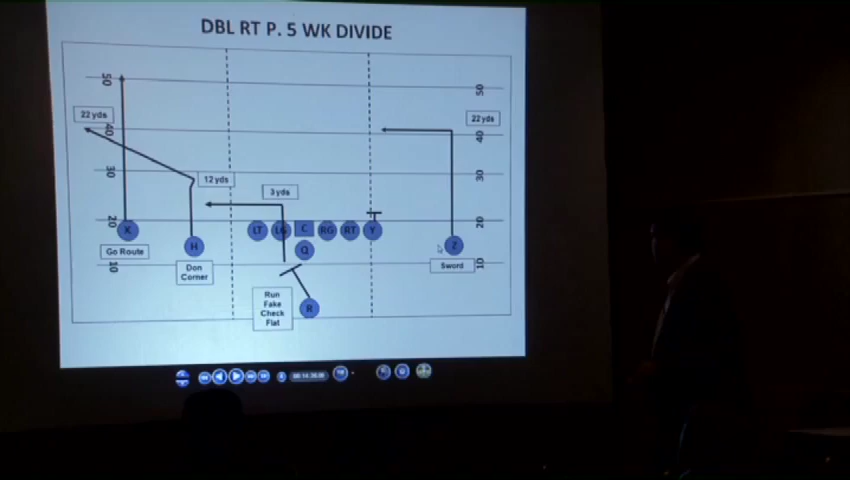 DBL RT P. 5 WK DIVIDE
50
50
22 yds
22 yds
40
40
30
30
12 yds
3 yds
20
20
X
H
LT
LG
C
RG
RT
Y
Q
Z
Go Route
Don
Corner
Sword
10
10
Run
Fake
Check
Flat
R